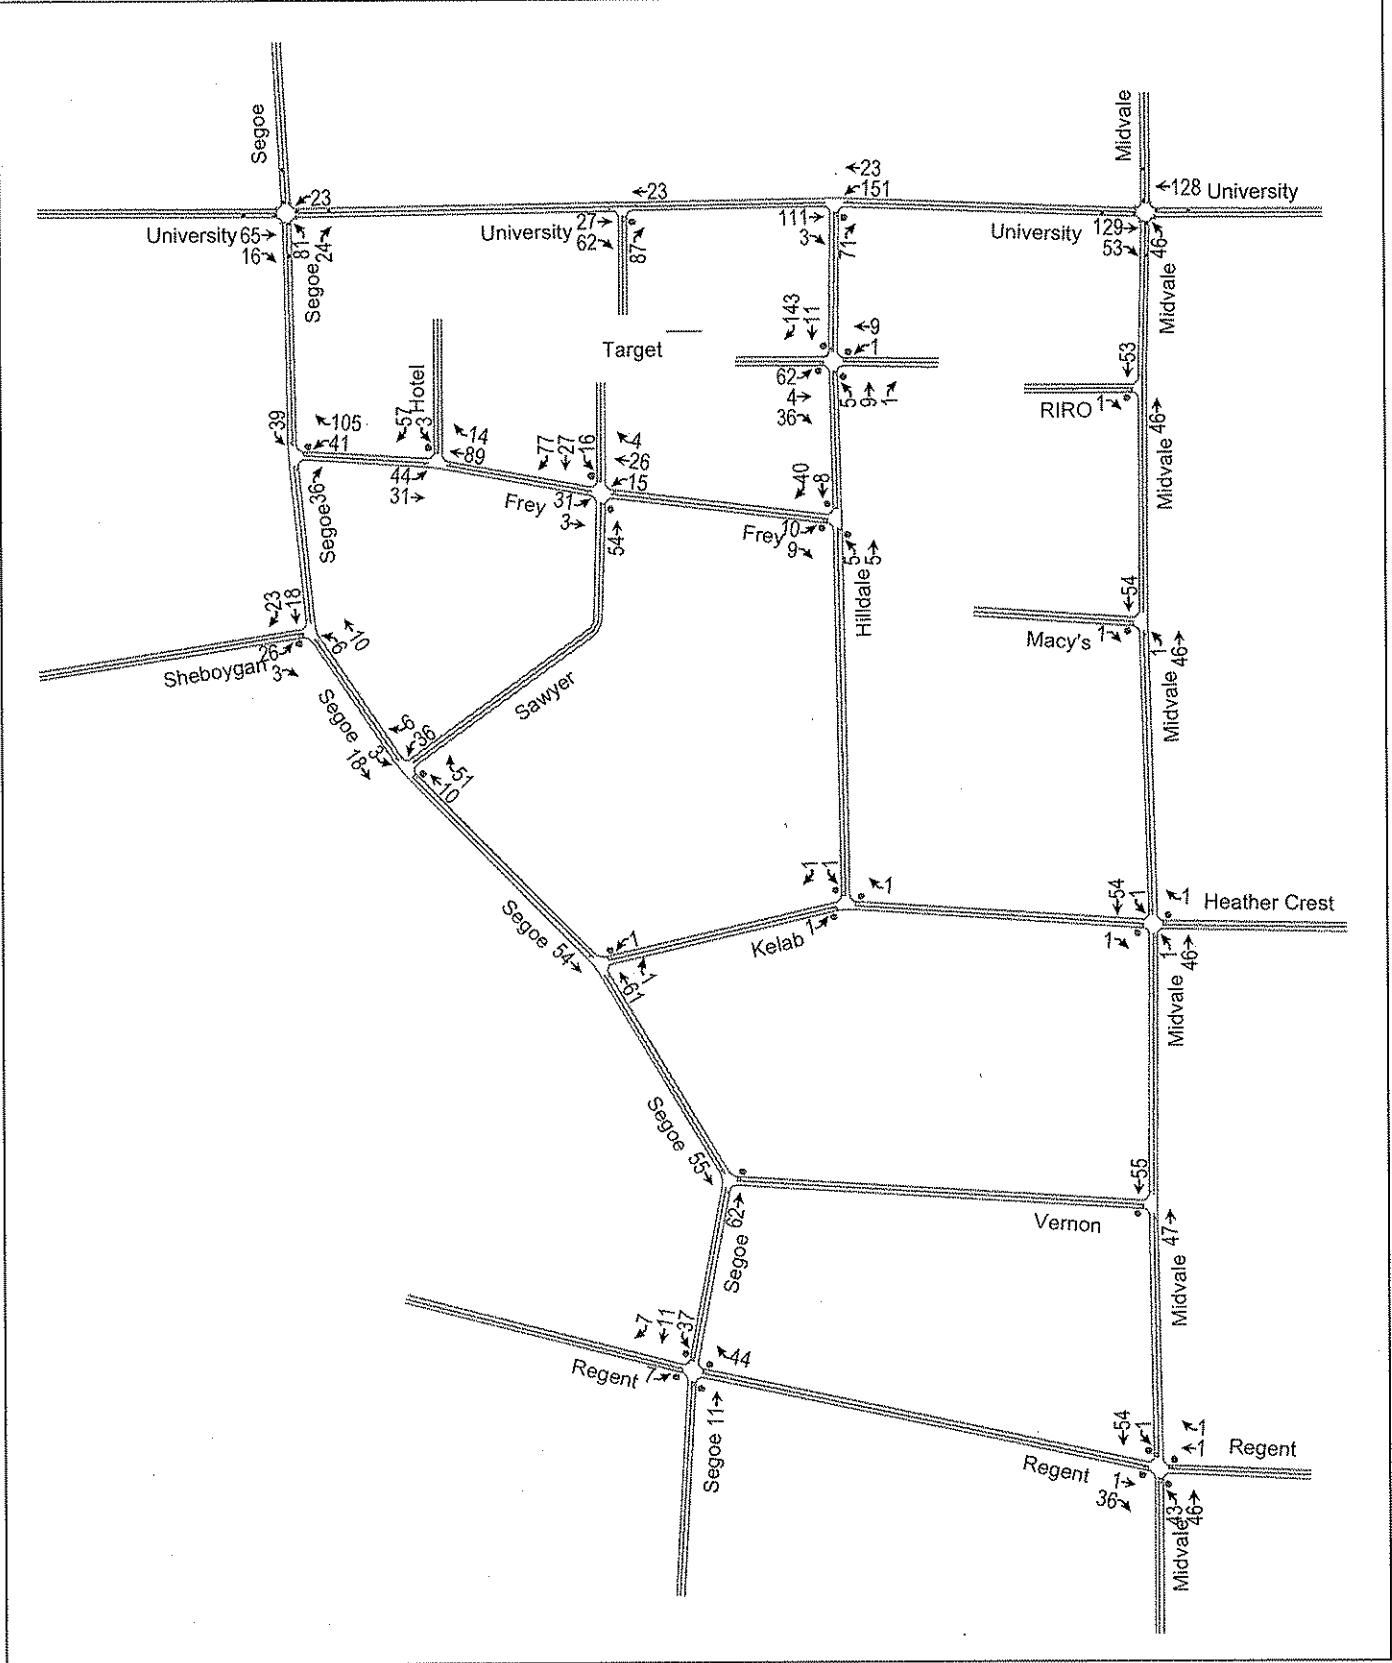 Segoe
Midvale
←23
←23
↙151
↙23
←128 University
University 65→
16↘
81↖
24↗
Segoe
University 27→
62↘
87↗
111→
3↘
71↗
University 129→
53↘
46↖
Midvale
↙143
↓11
←9
↙1
Target
62↗
4→
36↘
5↖
9↑
1↗
←53
RIRO 1↘
46→
Midvale
39↙
↖105
↙41
↙57
3↘
Hotel
↖14
←89
44↗
31→
36↗
Segoe
↙77
←27
16↘
↖4
←26
↙15
Frey 31↗
3→
54→
↙40
←8
Frey 10↗
9↘
5↖
5→
Hilldale
↙23
←18
↖10
↖6
Sheboygan 26↗
3↘
Segoe
18↘
3↘
↖6
↙36
↖51
↖10
Sawyer
←54
Macy's 1↘
1↖
46→
Midvale
↙1
1↘
↖1
Kelab 1↗
←54
1↘
↖1
Heather Crest
1↘
1↖
46→
Midvale
Segoe 54↘
↙1
1↗
↖61
Segoe 55↘
62→
Segoe
←55
Vernon
47→
Midvale
↙7
←11
37↘
↖44
Regent 7↗
Segoe 11→
←54
1↘
↖1
←1
Regent
Regent 1→
36↘
43↖
46→
Midvale